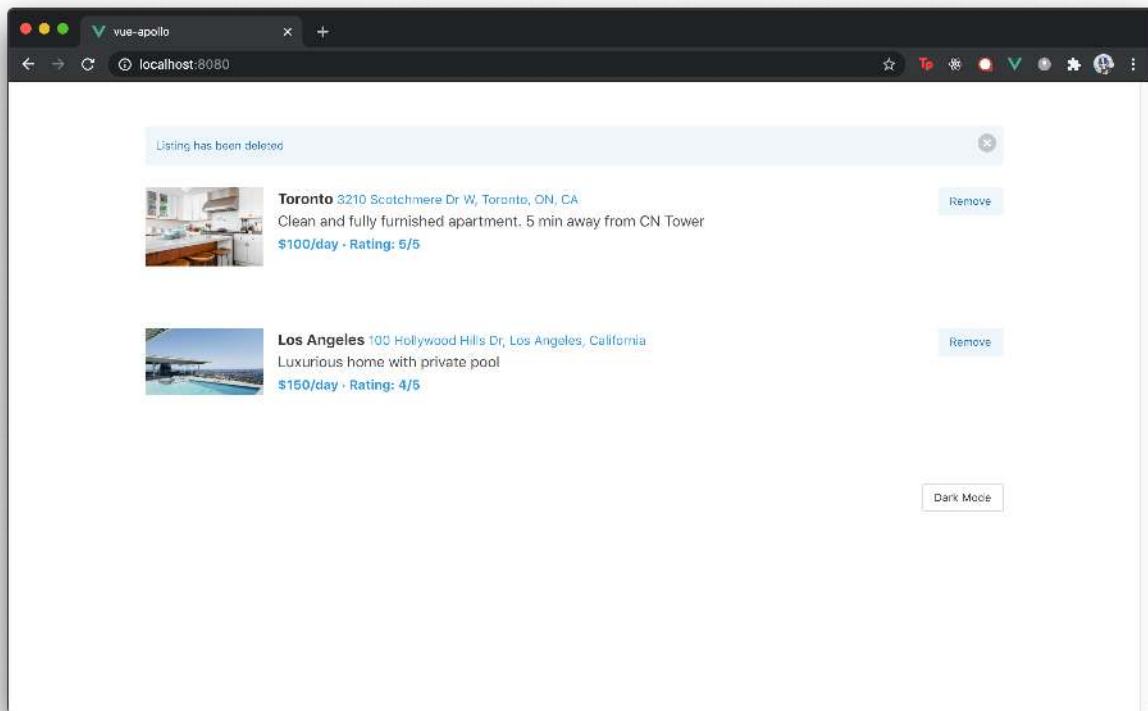 vue-apollo
localhost:8080
Tp
Listing has been deleted
Toronto 3210 Scotchmere Dr W, Toronto, ON, CA
Remove
Clean and fully furnished apartment. 5 min away from CN Tower
$100/day · Rating: 5/5
Los Angeles 100 Hollywood Hills Dr, Los Angeles, California
Remove
Luxurious home with private pool
$150/day · Rating: 4/5
Dark Mode